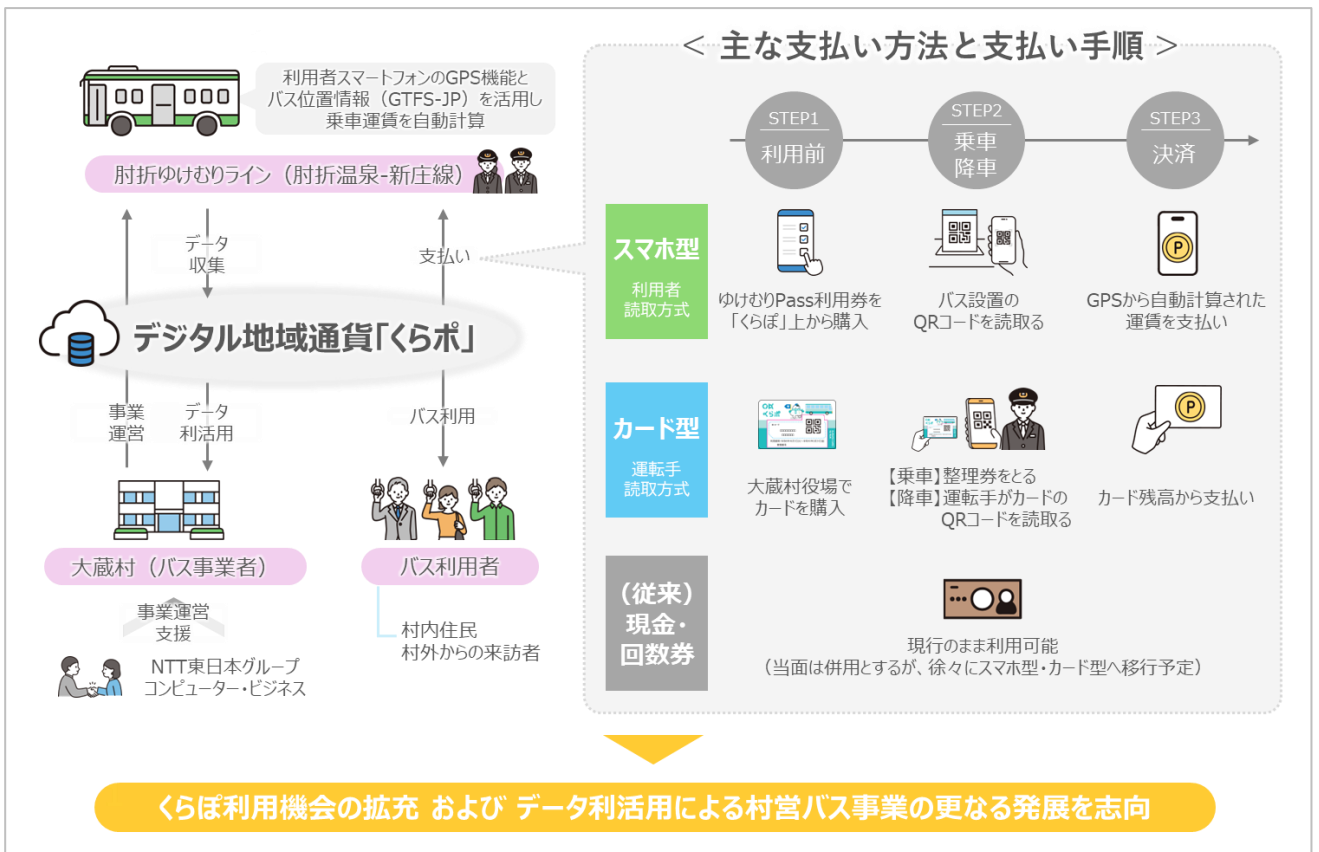 < 主な支払い方法と支払い手順 >
利用者スマートフォンのGPS機能と
バス位置情報（GTFS-JP）を活用し
乗車運賃を自動計算
肘折ゆけむりライン（肘折温泉-新庄線）
データ
収集
支払い
デジタル地域通貨「くらポ」
事業
運営
データ
利活用
バス利用
大蔵村（バス事業者）
バス利用者
事業運営
支援
村内住民
村外からの来訪者
NTT東日本グループ
コンピューター・ビジネス
STEP1
利用前
STEP2
乗車
降車
STEP3
決済
スマホ型
利用者
読取方式
ゆけむりPass利用券を
「くらぽ」上から購入
バス設置の
QRコードを読取る
GPSから自動計算された
運賃を支払い
カード型
運転手
読取方式
大蔵村役場で
カードを購入
【乗車】整理券をとる
【降車】運転手がカードの
QRコードを読取る
カード残高から支払い
（従来）
現金・
回数券
現行のまま利用可能
（当面は併用とするが、徐々にスマホ型・カード型へ移行予定）
くらぽ利用機会の拡充 および データ利活用による村営バス事業の更なる発展を志向